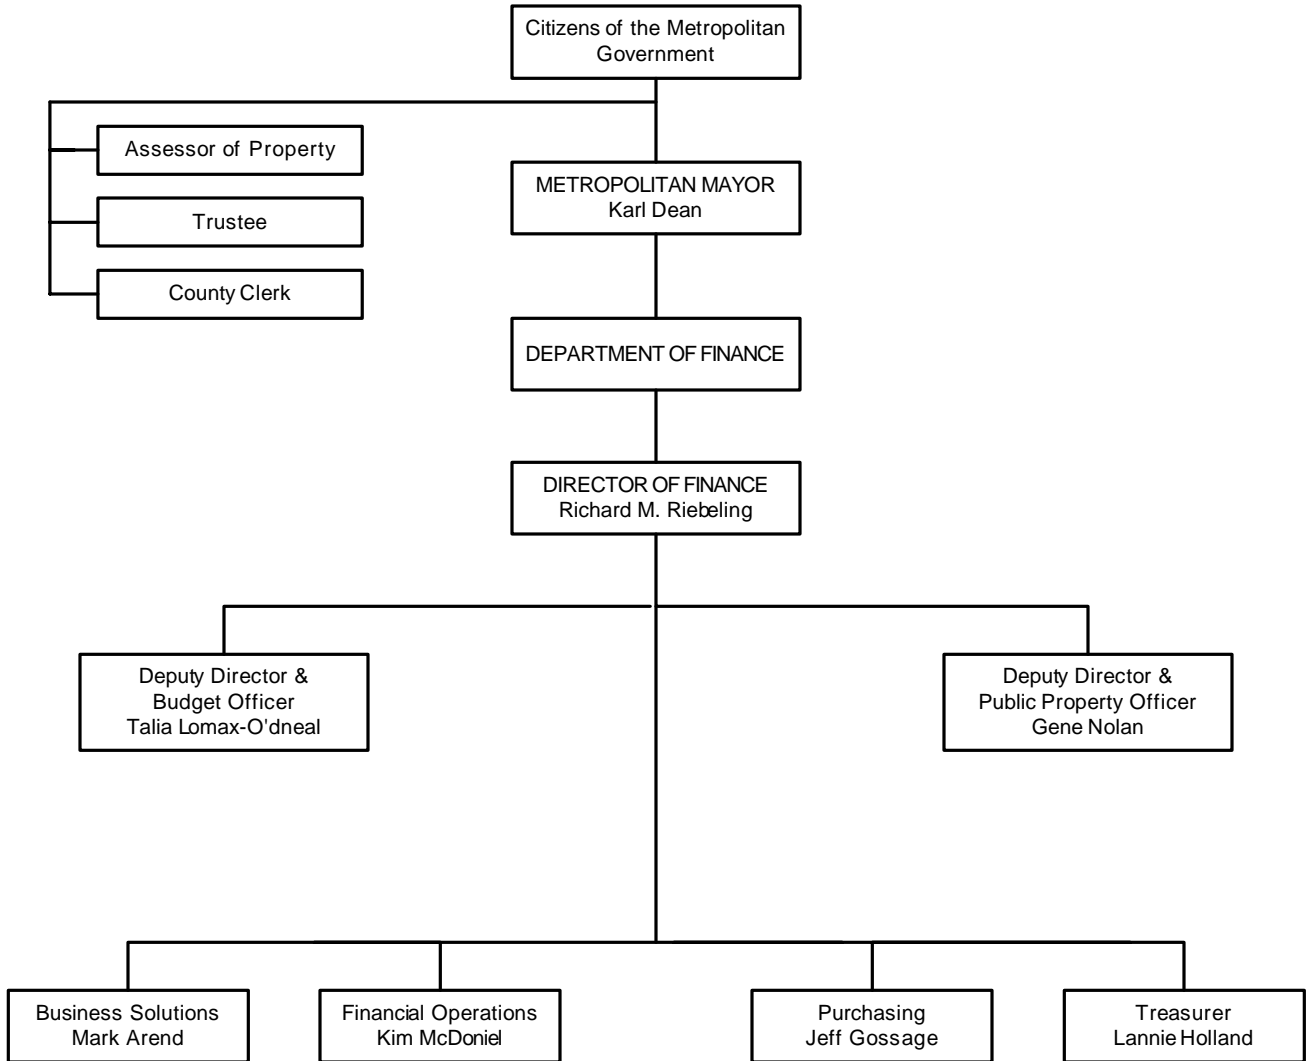 Citizens of the Metropolitan
Government
Assessor of Property
Trustee
County Clerk
METROPOLITAN MAYOR
Karl Dean
DEPARTMENT OF FINANCE
DIRECTOR OF FINANCE
Richard M. Riebeling
Deputy Director &
Budget Officer
Talia Lomax-O'dneal
Deputy Director &
Public Property Officer
Gene Nolan
Business Solutions
Mark Arend
Financial Operations
Kim McDoniel
Purchasing
Jeff Gossage
Treasurer
Lannie Holland